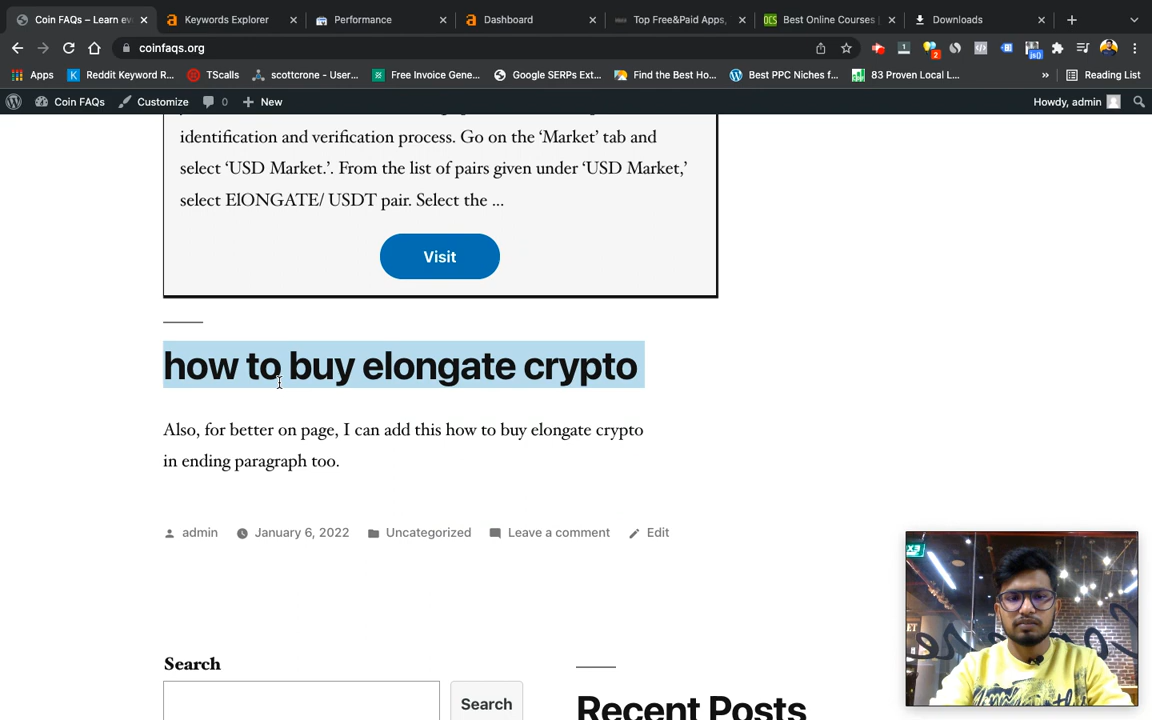 Coin FAQs – Learn ev
Keywords Explorer
Performance
Dashboard
Top Free&Paid Apps,
Best Online Courses |
Downloads
coinfaqs.org
Apps
Reddit Keyword R...
TScalls
scottcrone - User...
Free Invoice Gene...
Google SERPs Ext...
Find the Best Ho...
Best PPC Niches f...
83 Proven Local L...
»
Reading List
Coin FAQs
Customize
0
New
Howdy, admin
identification and verification process. Go on the ‘Market’ tab and
select ‘USD Market.’. From the list of pairs given under ‘USD Market,’
select ElONGATE/ USDT pair. Select the ...
Visit
how to buy elongate crypto
Also, for better on page, I can add this how to buy elongate crypto
in ending paragraph too.
admin
January 6, 2022
Uncategorized
Leave a comment
Edit
Search
Search
Recent Posts